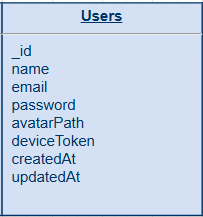 Users
_id
name
email
password
avatarPath
deviceToken
createdAt
updatedAt